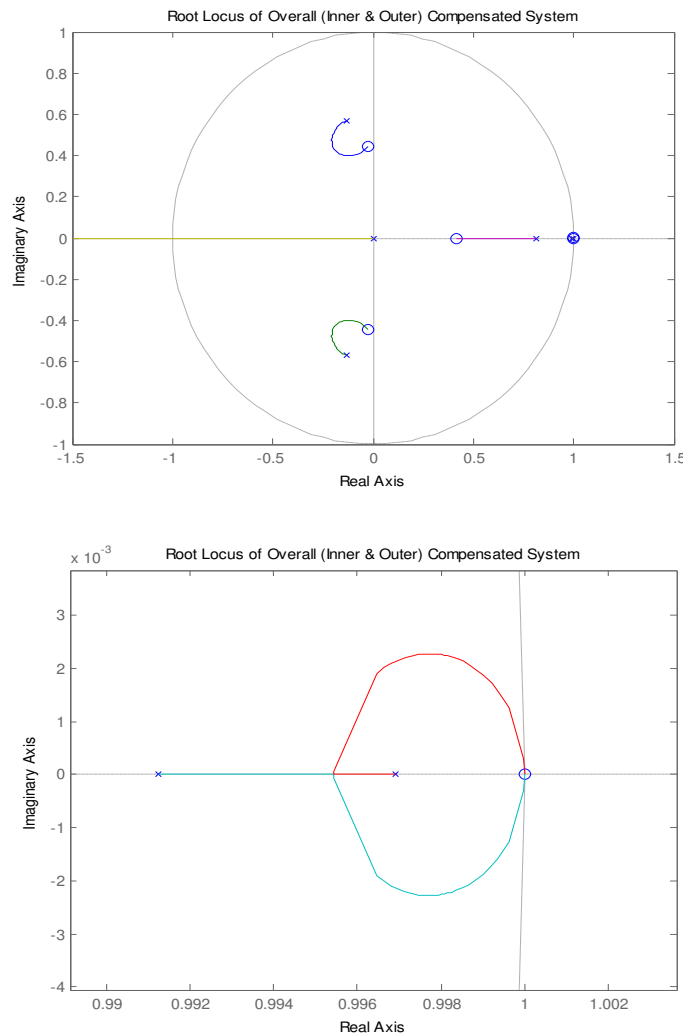 Root Locus of Overall (Inner & Outer) Compensated System
1
0.8
0.6
0.4
0.2
0
-0.2
-0.4
-0.6
-0.8
-1
Imaginary Axis
-1.5 -1 -0.5 0 0.5 1 1.5
Real Axis
x 10⁻³
Root Locus of Overall (Inner & Outer) Compensated System
3
2
1
0
-1
-2
-3
-4
Imaginary Axis
0.99 0.992 0.994 0.996 0.998 1 1.002
Real Axis